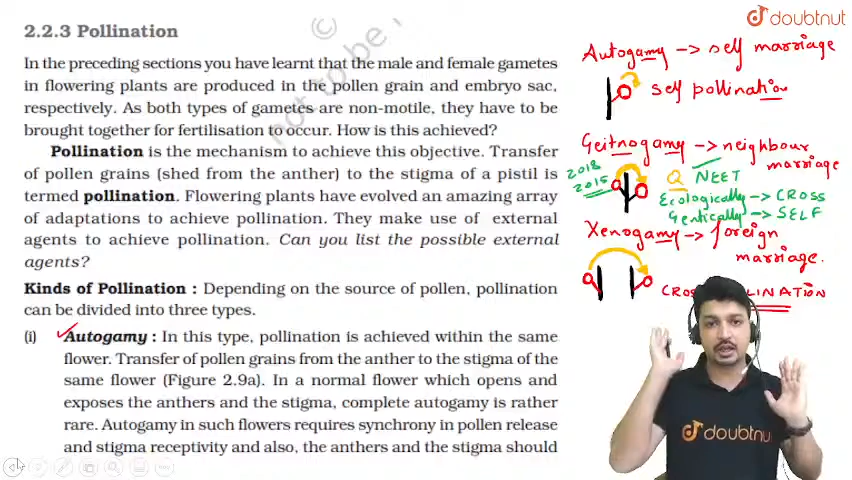 doubtnut
2.2.3 Pollination
In the preceding sections you have learnt that the male and female gametes
in flowering plants are produced in the pollen grain and embryo sac,
respectively. As both types of gametes are non-motile, they have to be
brought together for fertilisation to occur. How is this achieved?
Pollination is the mechanism to achieve this objective. Transfer
of pollen grains (shed from the anther) to the stigma of a pistil is
termed pollination. Flowering plants have evolved an amazing array
of adaptations to achieve pollination. They make use of external
agents to achieve pollination. Can you list the possible external
agents?
Kinds of Pollination : Depending on the source of pollen, pollination
can be divided into three types.
(i) Autogamy : In this type, pollination is achieved within the same
flower. Transfer of pollen grains from the anther to the stigma of the
same flower (Figure 2.9a). In a normal flower which opens and
exposes the anthers and the stigma, complete autogamy is rather
rare. Autogamy in such flowers requires synchrony in pollen release
and stigma receptivity and also, the anthers and the stigma should
© not to be
Autogamy -> self marriage
self pollination
Geitnogamy -> neighbour
marriage
2018
2015
Q NEET
Ecologically -> CROSS
Gentically -> SELF
Xenogamy -> foreign
marriage.
doubtnut